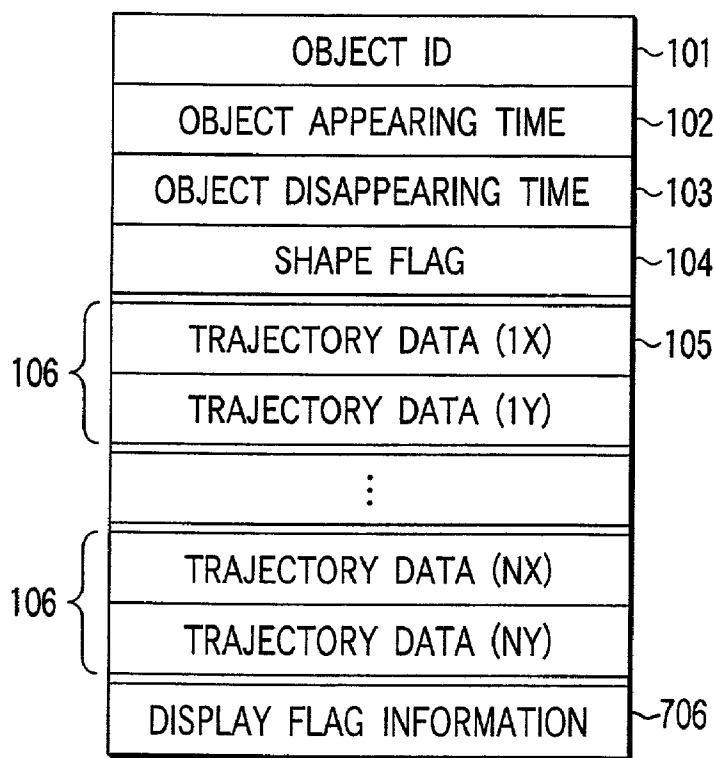 OBJECT ID ~101
OBJECT APPEARING TIME ~102
OBJECT DISAPPEARING TIME ~103
SHAPE FLAG ~104
106
TRAJECTORY DATA (1X) ~105
TRAJECTORY DATA (1Y)
⋮
106
TRAJECTORY DATA (NX)
TRAJECTORY DATA (NY)
DISPLAY FLAG INFORMATION ~706